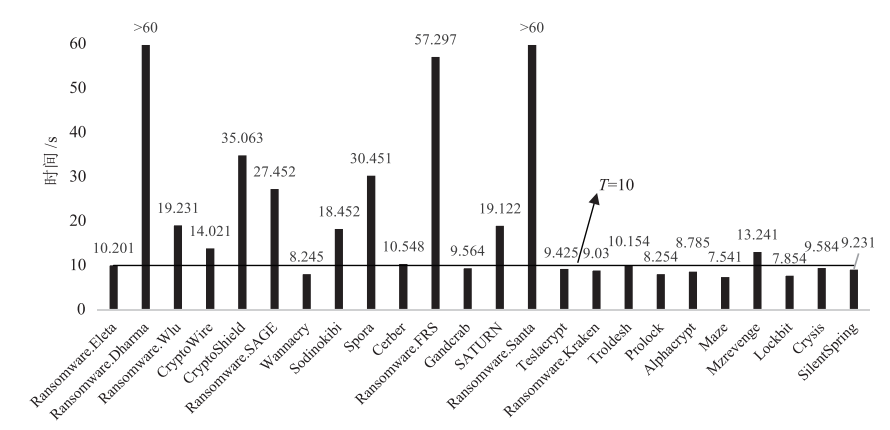 时间/s
60
50
40
30
20
10
0
10.201
>60
19.231
14.021
35.063
27.452
8.245
18.452
30.451
10.548
57.297
9.564
19.122
>60
9.425
9.03
10.154
8.254
8.785
7.541
13.241
7.854
9.584
9.231
T=10
Ransomware.Eleta
Ransomware.Dharma
Ransomware.Wlu
CryptoWire
CryptoShield
Ransomware.SAGE
Wannacry
Sodinokibi
Spora
Cerber
Ransomware.FRS
Gandcrab
SATURN
Ransomware.Santa
Teslacrypt
Ransomware.Kraken
Troldesh
Prolock
Alphacrypt
Maze
Mzrevenge
Lockbit
Crysis
SilentSpring